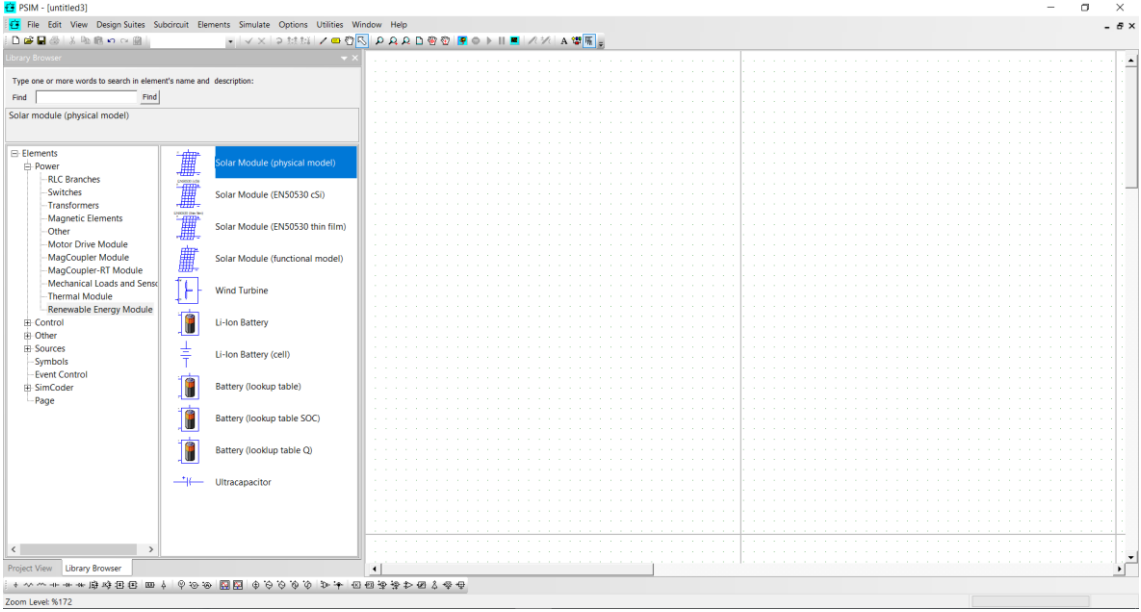 PSIM - [untitled3]
File Edit View Design Suites Subcircuit Elements Simulate Options Utilities Window Help
Library Browser
Type one or more words to search in element's name and description:
Find Find
Solar module (physical model)
Elements
Power
RLC Branches
Switches
Transformers
Magnetic Elements
Other
Motor Drive Module
MagCoupler Module
MagCoupler-RT Module
Mechanical Loads and Senso
Thermal Module
Renewable Energy Module
Control
Other
Sources
Symbols
Event Control
SimCoder
Page
Solar Module (physical model)
Solar Module (EN50530 cSi)
Solar Module (EN50530 thin film)
Solar Module (functional model)
Wind Turbine
Li-Ion Battery
Li-Ion Battery (cell)
Battery (lookup table)
Battery (lookup table SOC)
Battery (looklup table Q)
Ultracapacitor
Project View Library Browser
Zoom Level: %172